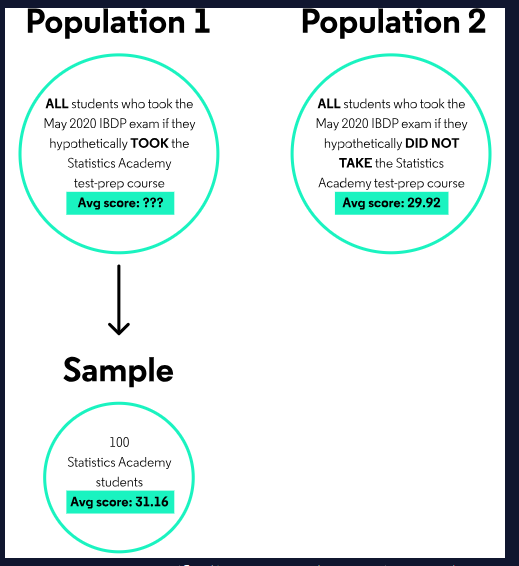 Population 1
ALL students who took the
May 2020 IBDP exam if they
hypothetically TOOK the
Statistics Academy
test-prep course
Avg score: ???
Population 2
ALL students who took the
May 2020 IBDP exam if they
hypothetically DID NOT
TAKE the Statistics
Academy test-prep course
Avg score: 29.92
Sample
100
Statistics Academy
students
Avg score: 31.16